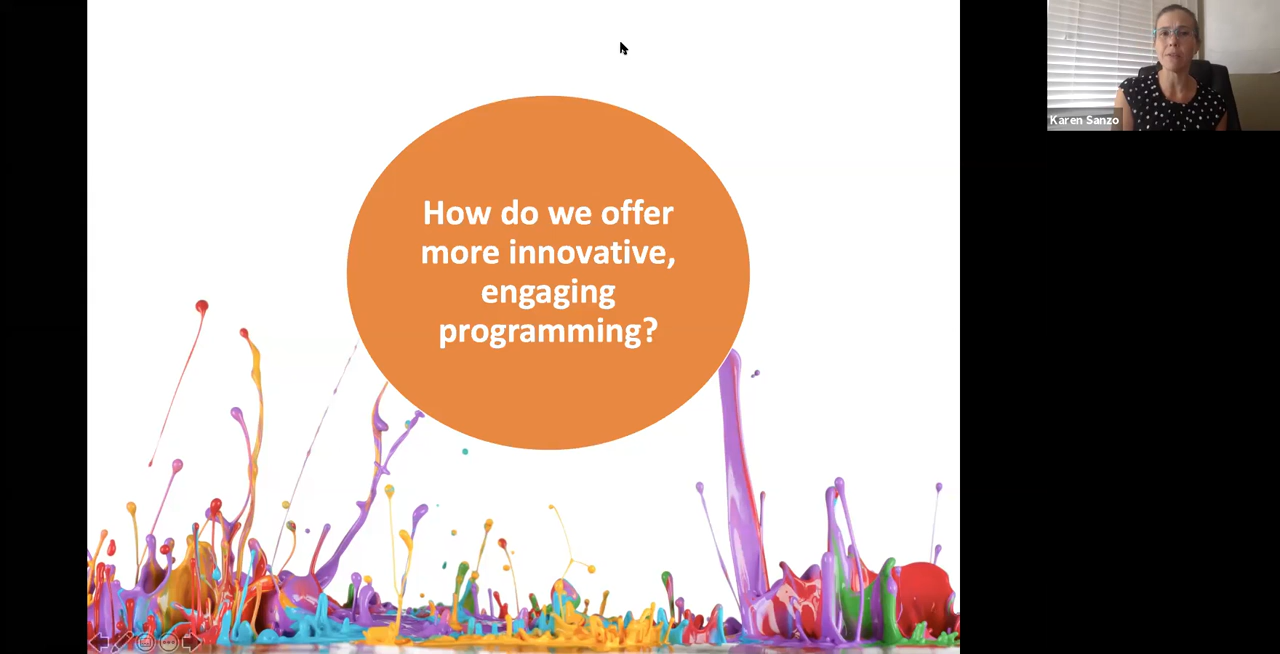 How do we offer
more innovative,
engaging
programming?
Karen Sanzo